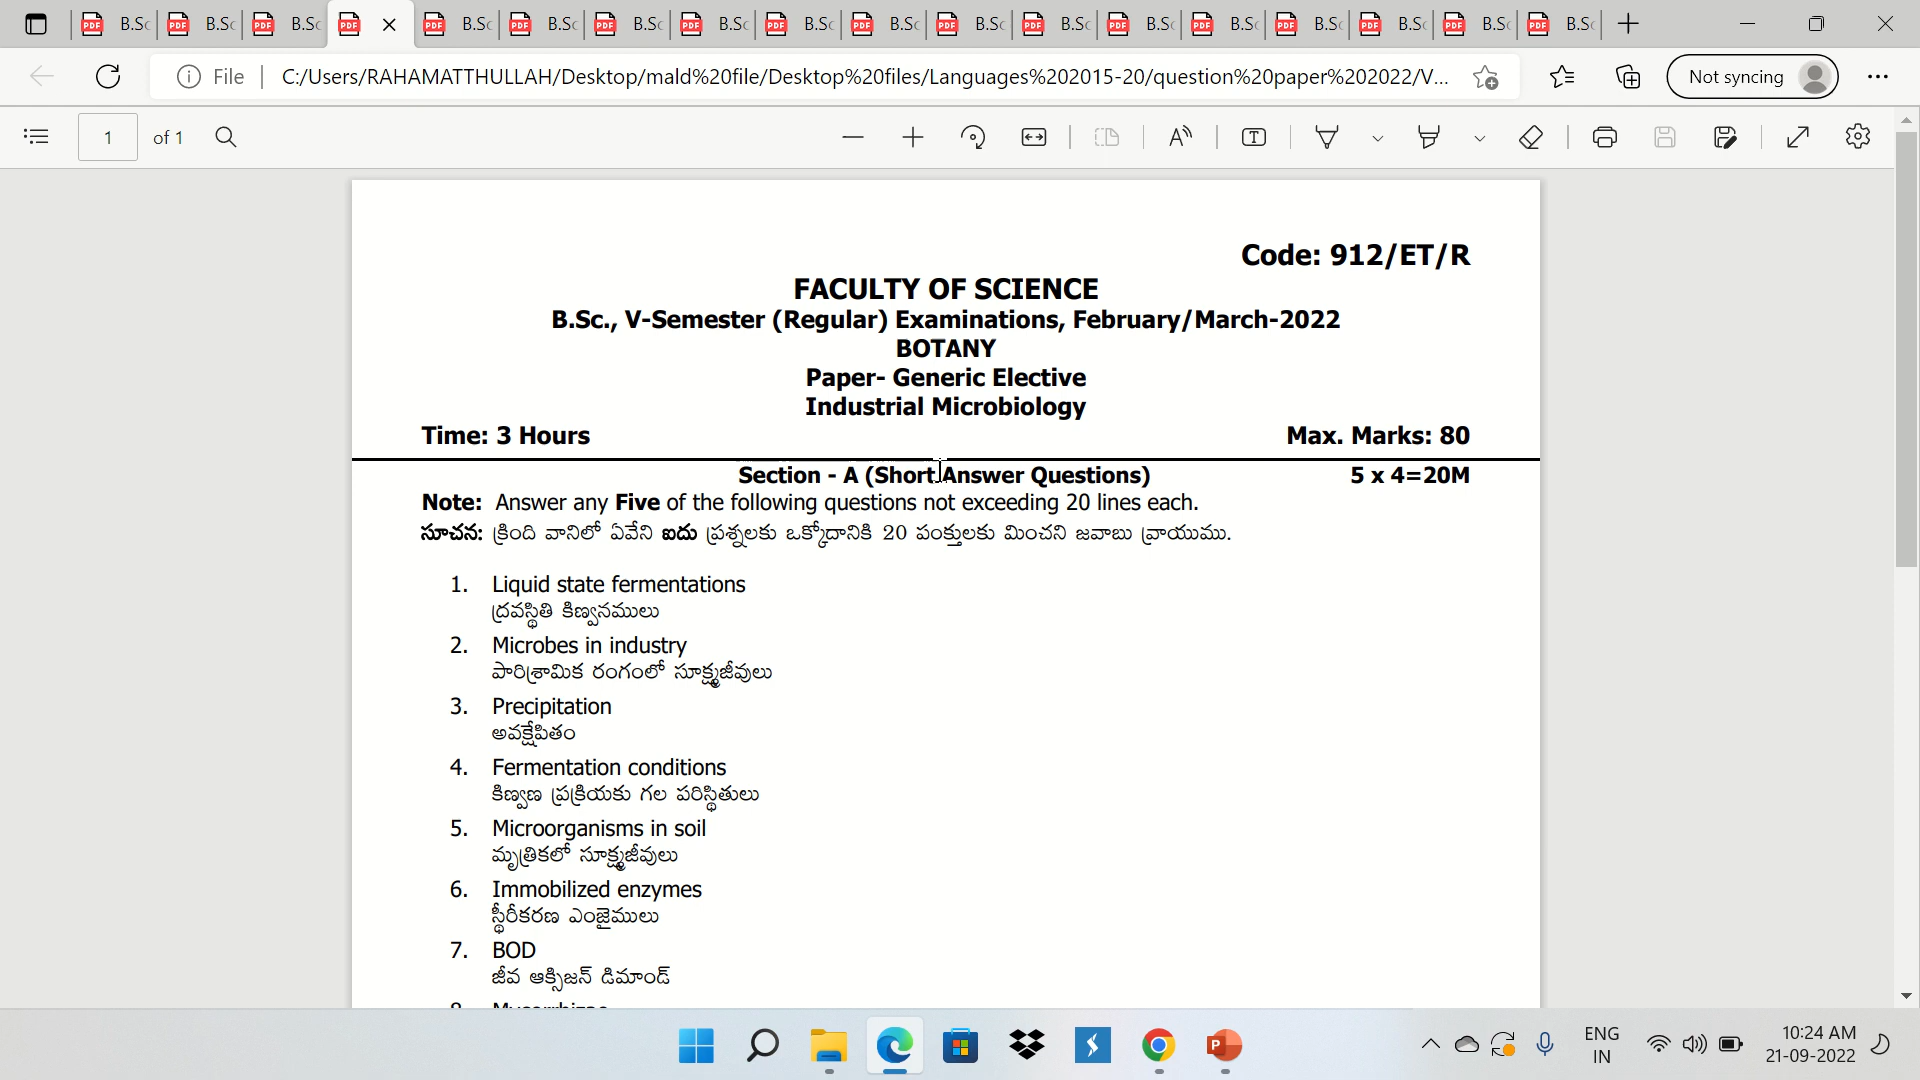 B.Sc B.Sc B.Sc B.Sc B.Sc B.Sc B.Sc B.Sc B.Sc B.Sc B.Sc B.Sc B.Sc B.Sc B.Sc B.Sc B.Sc
File C:/Users/RAHAMATTHULLAH/Desktop/mald%20file/Desktop%20files/Languages%202015-20/question%20paper%202022/V... Not syncing
1 of 1
Code: 912/ET/R
FACULTY OF SCIENCE
B.Sc., V-Semester (Regular) Examinations, February/March-2022
BOTANY
Paper- Generic Elective
Industrial Microbiology
Time: 3 Hours Max. Marks: 80
Section - A (Short Answer Questions) 5 x 4=20M
Note: Answer any Five of the following questions not exceeding 20 lines each.
సూచన: క్రింది వానిలో ఏవేని ఐదు ప్రశ్నలకు ఒక్కోదానికి 20 పంక్తులకు మించని జవాబు వ్రాయుము.
1. Liquid state fermentations
ద్రవస్థితి కిణ్వనములు
2. Microbes in industry
పారిశ్రామిక రంగంలో సూక్ష్మజీవులు
3. Precipitation
అవక్షేపితం
4. Fermentation conditions
కిణ్వణ ప్రక్రియకు గల పరిస్థితులు
5. Microorganisms in soil
మృత్రికలో సూక్ష్మజీవులు
6. Immobilized enzymes
స్థిరీకరణ ఎంజైములు
7. BOD
జీవ ఆక్సిజన్ డిమాండ్
ENG
IN
10:24 AM
21-09-2022